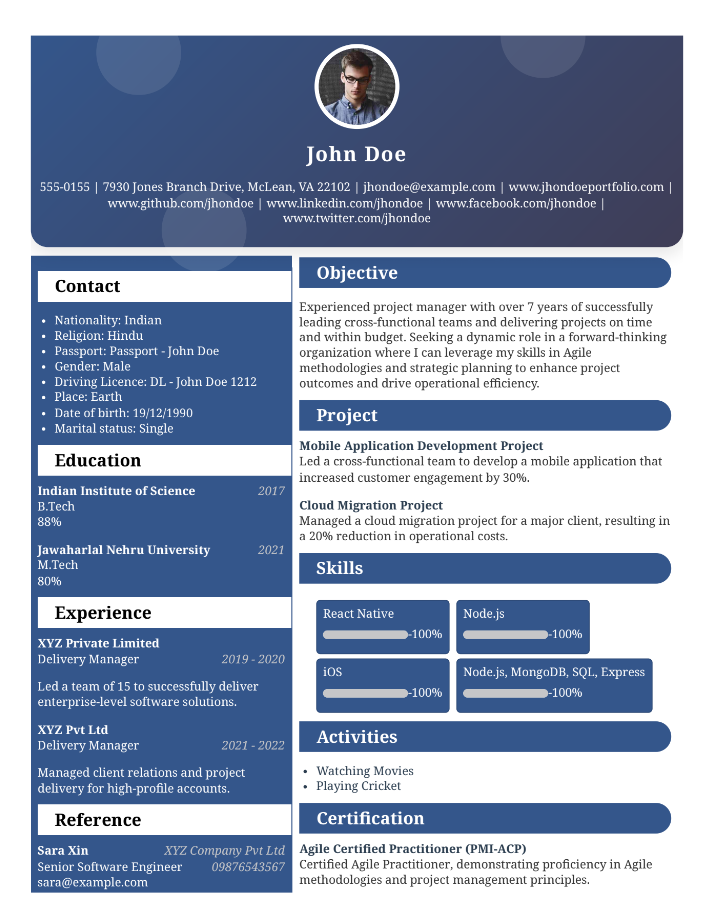 John Doe
555-0155 | 7930 Jones Branch Drive, McLean, VA 22102 | jhondoe@example.com | www.jhondoeportfolio.com |
www.github.com/jhondoe | www.linkedin.com/jhondoe | www.facebook.com/jhondoe |
www.twitter.com/jhondoe
Contact
• Nationality: Indian
• Religion: Hindu
• Passport: Passport - John Doe
• Gender: Male
• Driving Licence: DL - John Doe 1212
• Place: Earth
• Date of birth: 19/12/1990
• Marital status: Single
Education
Indian Institute of Science 2017
B.Tech
88%
Jawaharlal Nehru University 2021
M.Tech
80%
Experience
XYZ Private Limited
Delivery Manager 2019 - 2020
Led a team of 15 to successfully deliver
enterprise-level software solutions.
XYZ Pvt Ltd
Delivery Manager 2021 - 2022
Managed client relations and project
delivery for high-profile accounts.
Reference
Sara Xin XYZ Company Pvt Ltd
Senior Software Engineer 09876543567
sara@example.com
Objective
Experienced project manager with over 7 years of successfully
leading cross-functional teams and delivering projects on time
and within budget. Seeking a dynamic role in a forward-thinking
organization where I can leverage my skills in Agile
methodologies and strategic planning to enhance project
outcomes and drive operational efficiency.
Project
Mobile Application Development Project
Led a cross-functional team to develop a mobile application that
increased customer engagement by 30%.
Cloud Migration Project
Managed a cloud migration project for a major client, resulting in
a 20% reduction in operational costs.
Skills
React Native
-100%
Node.js
-100%
iOS
-100%
Node.js, MongoDB, SQL, Express
-100%
Activities
• Watching Movies
• Playing Cricket
Certification
Agile Certified Practitioner (PMI-ACP)
Certified Agile Practitioner, demonstrating proficiency in Agile
methodologies and project management principles.